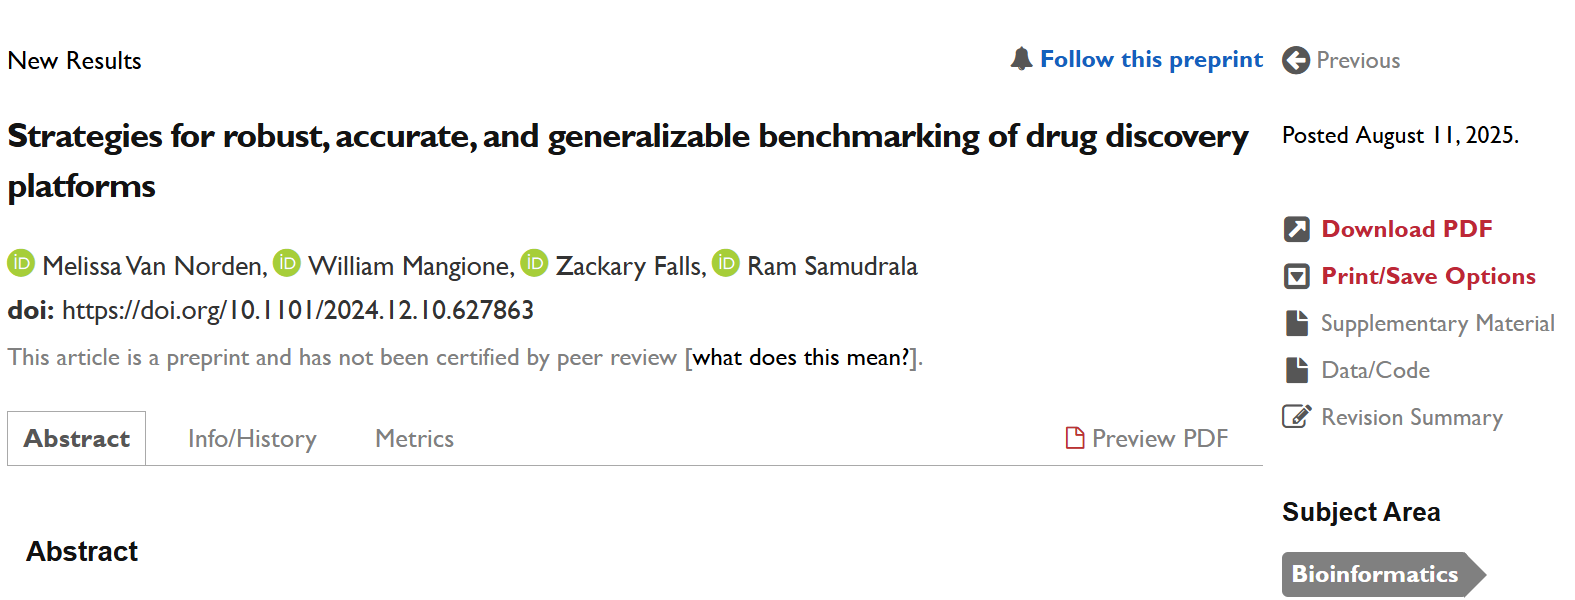 New Results
Follow this preprint
Previous
Strategies for robust, accurate, and generalizable benchmarking of drug discovery
platforms
Posted August 11, 2025.
iD Melissa Van Norden, iD William Mangione, iD Zackary Falls, iD Ram Samudrala
doi: https://doi.org/10.1101/2024.12.10.627863
This article is a preprint and has not been certified by peer review [what does this mean?].
Download PDF
Print/Save Options
Supplementary Material
Data/Code
Revision Summary
Abstract
Info/History
Metrics
Preview PDF
Abstract
Subject Area
Bioinformatics